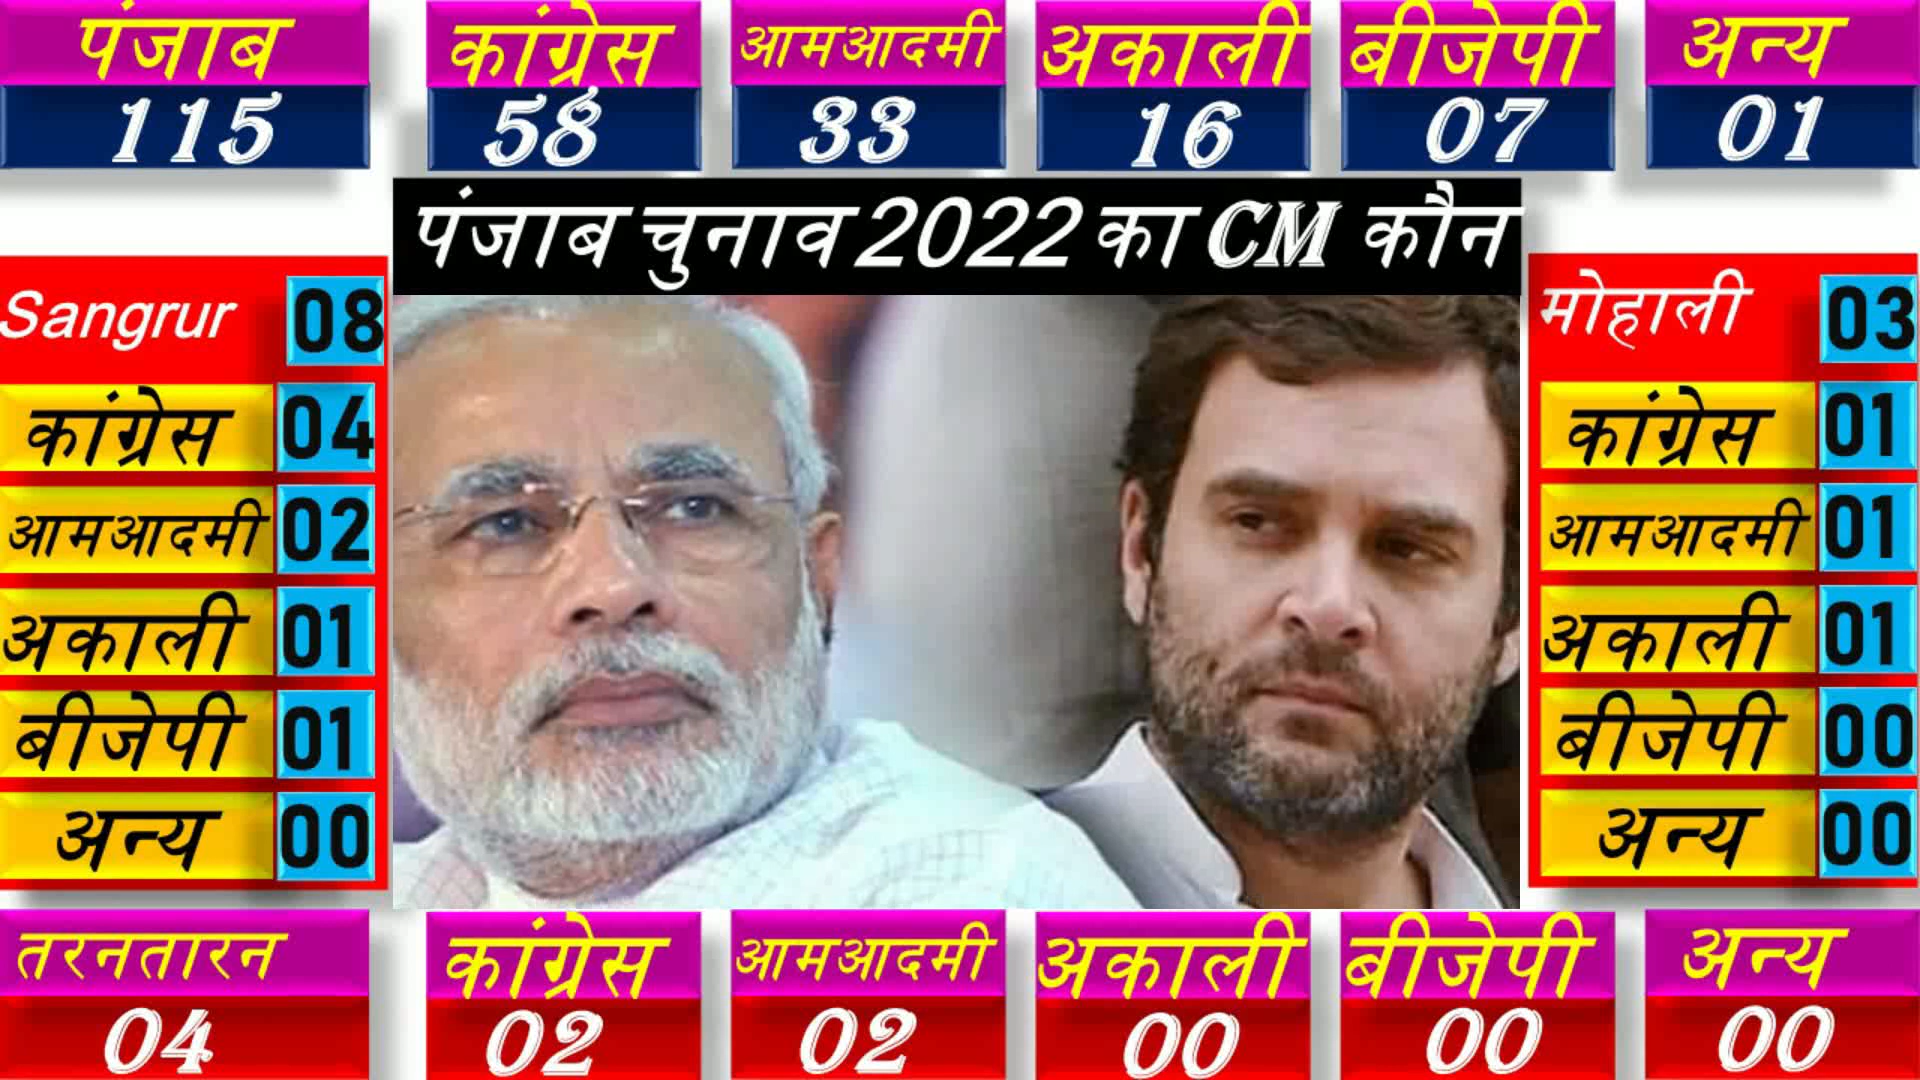 पंजाब कांग्रेस आमआदमी अकाली बीजेपी अन्य
115 58 33 16 07 01
पंजाब चुनाव 2022 का CM कौन
Sangrur 08
कांग्रेस 04
आमआदमी 02
अकाली 01
बीजेपी 01
अन्य 00
मोहाली 03
कांग्रेस 01
आमआदमी 01
अकाली 01
बीजेपी 00
अन्य 00
तरनतारन कांग्रेस आमआदमी अकाली बीजेपी अन्य
04 02 02 00 00 00